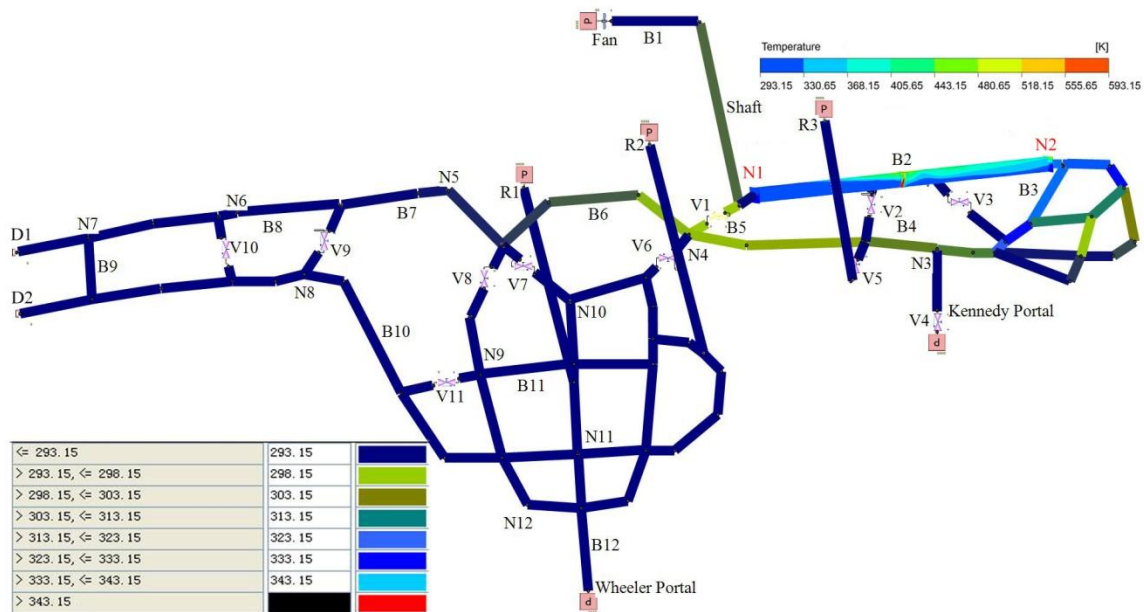 P
Fan
B1
Temperature [K]
293.15 330.65 368.15 405.65 443.15 480.65 518.15 555.65 593.15
Shaft
P
R3
P
R2
N1
B2
N2
P
R1
N5
V3
B3
V1
V2
N6
B7
B6
B5
B4
N7
B8
V6
D1
V10
V9
N4
V5
N3
B9
V8
V7
Kennedy Portal
D2
N8
N10
V4
P
B10
N9
V11
B11
N11
<= 293.15 293.15
> 293.15, <= 298.15 298.15
> 298.15, <= 303.15 303.15
> 303.15, <= 313.15 313.15
> 313.15, <= 323.15 323.15
> 323.15, <= 333.15 333.15
> 333.15, <= 343.15 343.15
> 343.15
N12
B12
Wheeler Portal
P